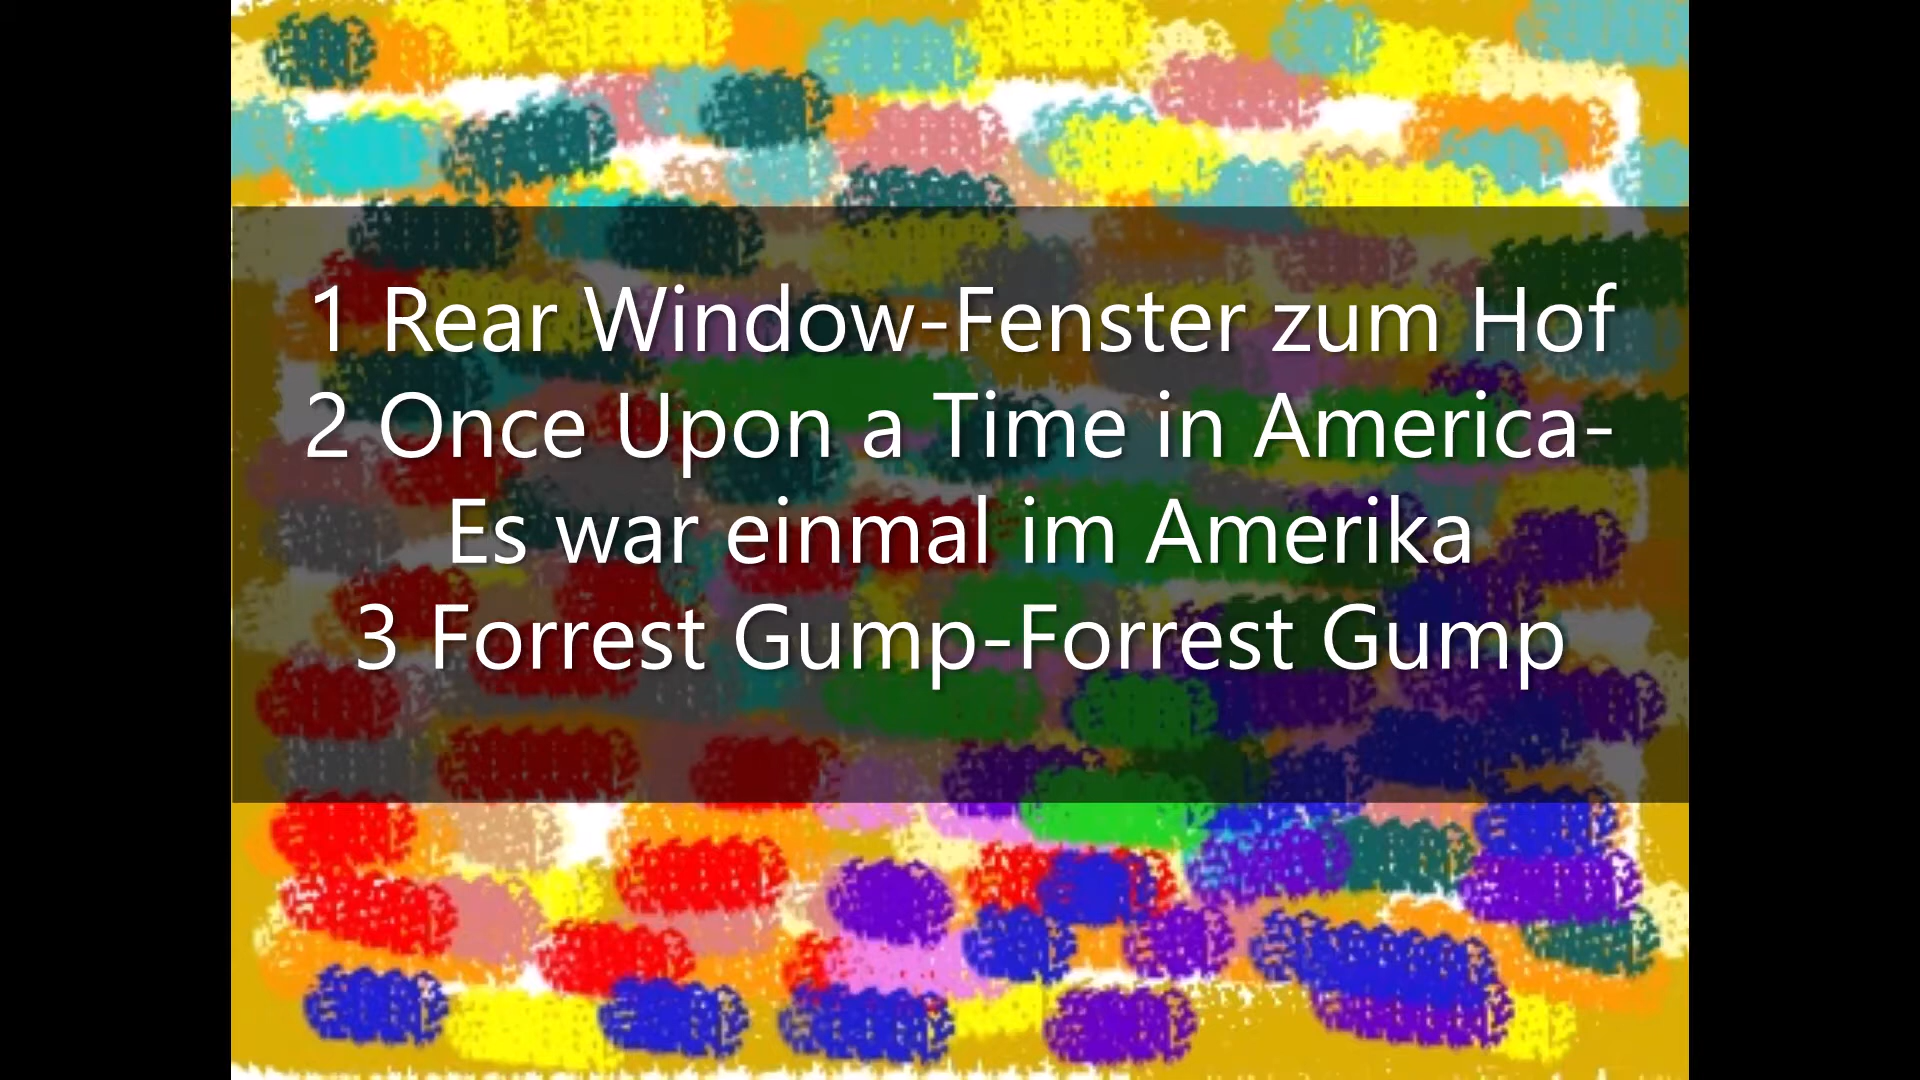 1 Rear Window-Fenster zum Hof
2 Once Upon a Time in America-
Es war einmal im Amerika
3 Forrest Gump-Forrest Gump